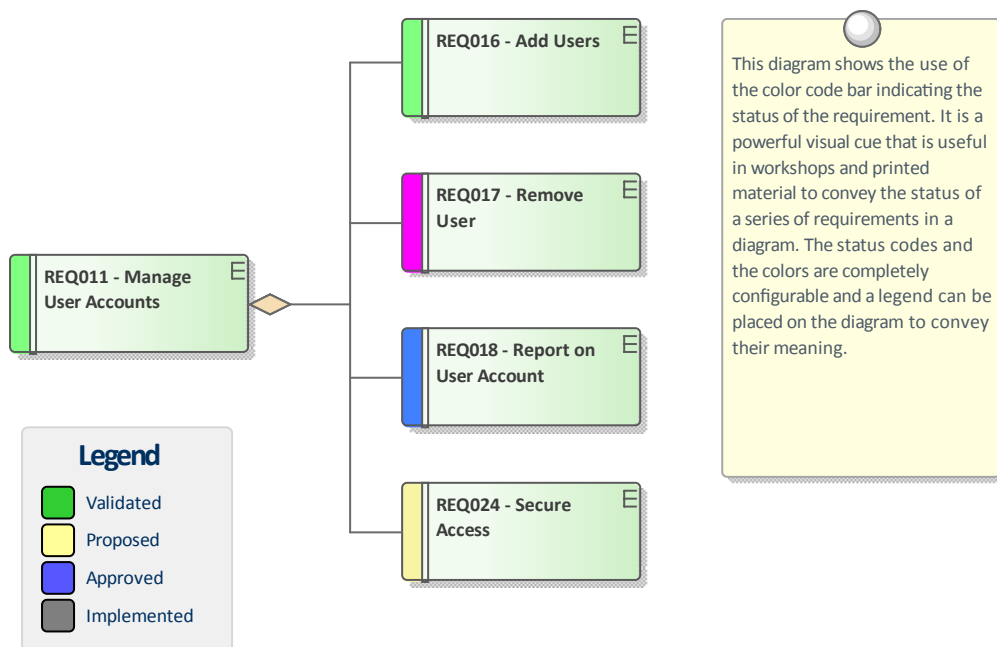 REQ016 - Add Users
REQ017 - Remove
User
REQ011 - Manage
User Accounts
REQ018 - Report on
User Account
REQ024 - Secure
Access
Legend
Validated
Proposed
Approved
Implemented
This diagram shows the use of
the color code bar indicating the
status of the requirement. It is a
powerful visual cue that is useful
in workshops and printed
material to convey the status of
a series of requirements in a
diagram. The status codes and
the colors are completely
configurable and a legend can be
placed on the diagram to convey
their meaning.